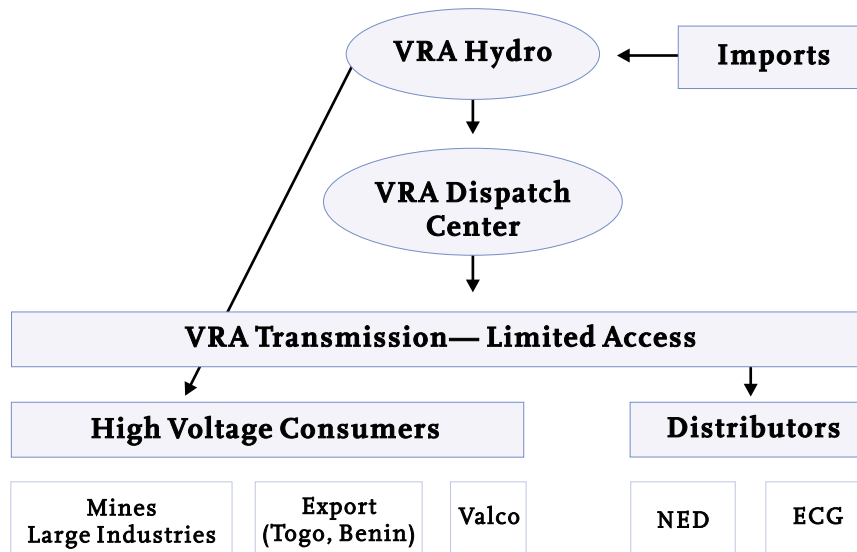 VRA Hydro
Imports
VRA Dispatch
Center
VRA Transmission— Limited Access
High Voltage Consumers
Distributors
Mines
Large Industries
Export
(Togo, Benin)
Valco
NED
ECG